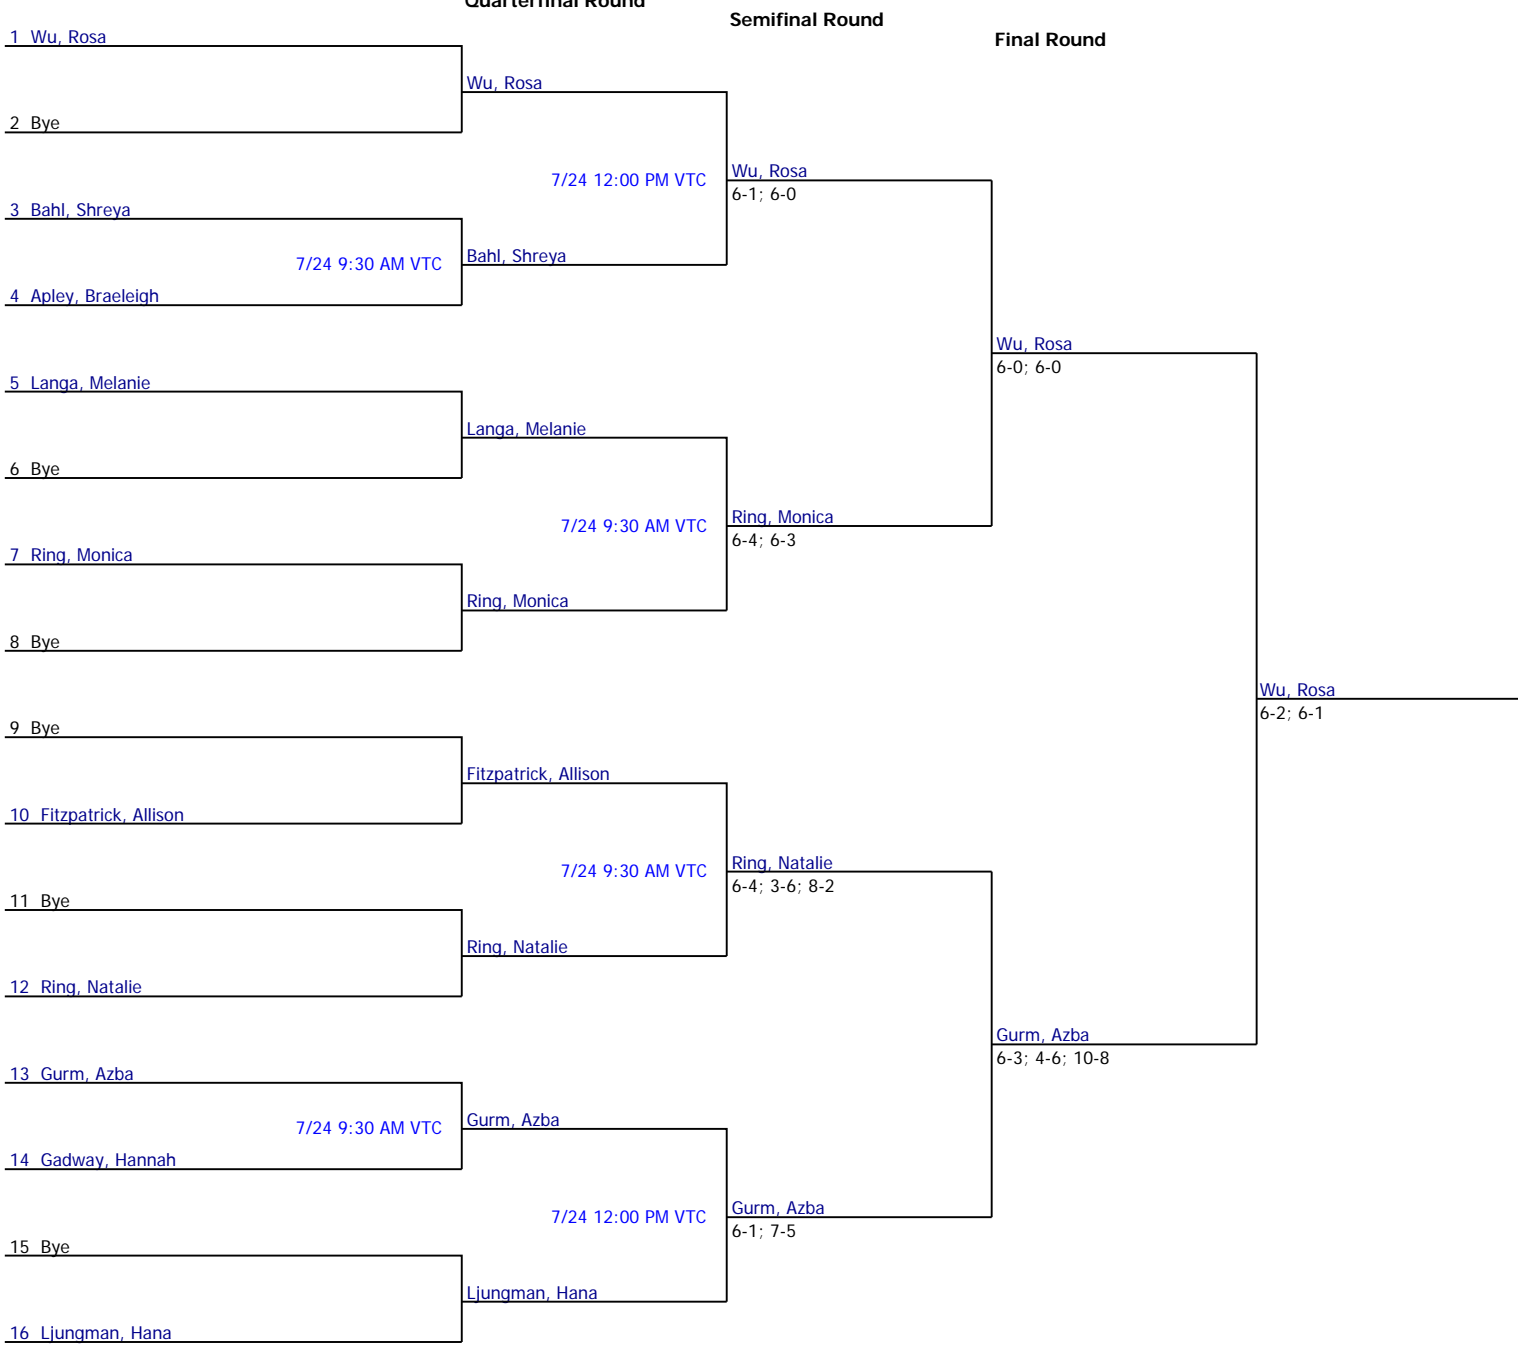 Quarterfinal Round
Semifinal Round
Final Round
1 Wu, Rosa
Wu, Rosa
2 Bye
7/24 12:00 PM VTC
Wu, Rosa
6-1; 6-0
3 Bahl, Shreya
7/24 9:30 AM VTC
Bahl, Shreya
4 Apley, Braeleigh
Wu, Rosa
6-0; 6-0
5 Langa, Melanie
Langa, Melanie
6 Bye
7/24 9:30 AM VTC
Ring, Monica
6-4; 6-3
7 Ring, Monica
Ring, Monica
8 Bye
Wu, Rosa
6-2; 6-1
9 Bye
Fitzpatrick, Allison
10 Fitzpatrick, Allison
7/24 9:30 AM VTC
Ring, Natalie
6-4; 3-6; 8-2
11 Bye
Ring, Natalie
12 Ring, Natalie
Gurm, Azba
6-3; 4-6; 10-8
13 Gurm, Azba
7/24 9:30 AM VTC
Gurm, Azba
14 Gadway, Hannah
7/24 12:00 PM VTC
Gurm, Azba
6-1; 7-5
15 Bye
Ljungman, Hana
16 Ljungman, Hana